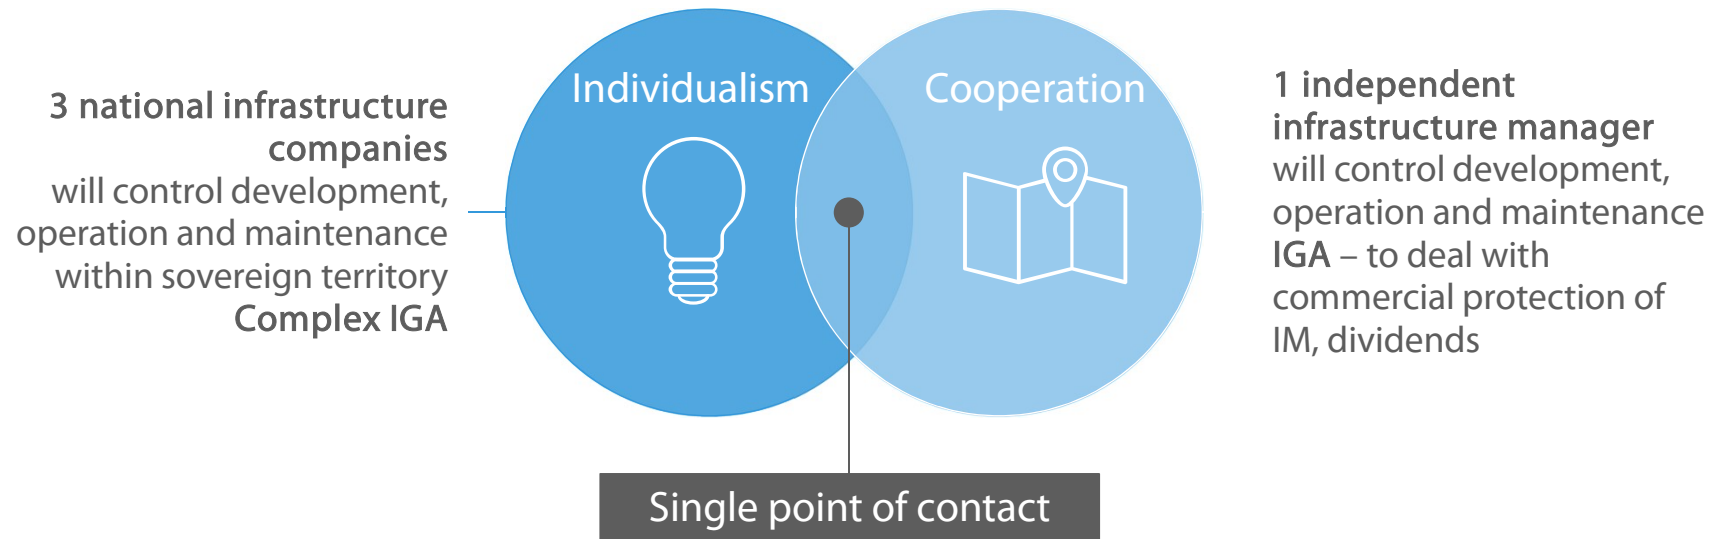 3 national infrastructure
companies
will control development,
operation and maintenance
within sovereign territory
Complex IGA
Individualism
Cooperation
1 independent
infrastructure manager
will control development,
operation and maintenance
IGA – to deal with
commercial protection of
IM, dividends
Single point of contact